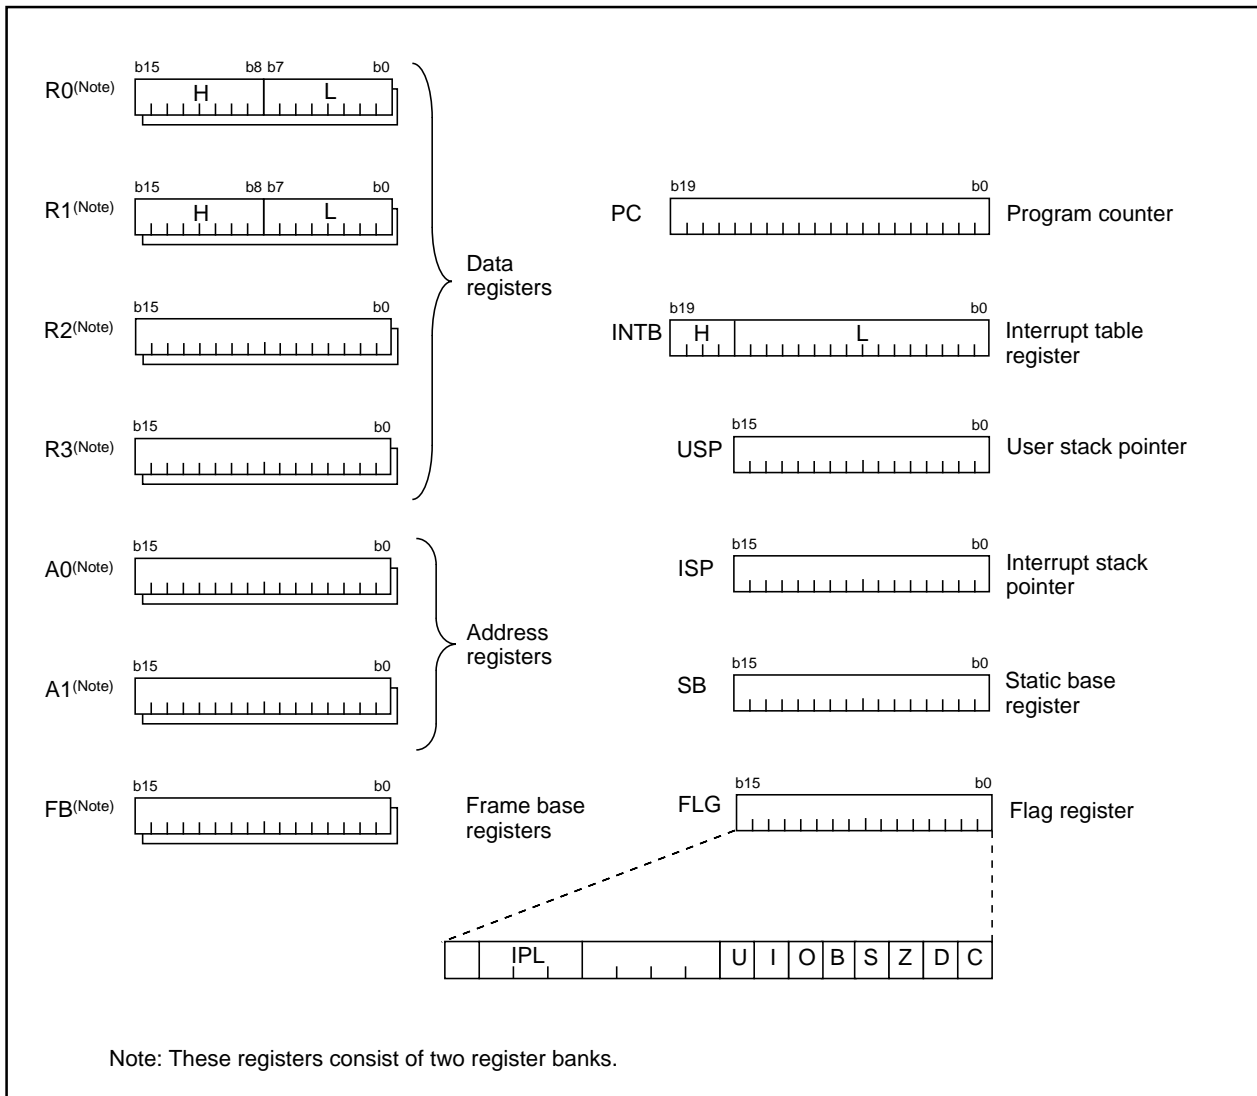 b15 b8 b7 b0
R0(Note) H L
b15 b8 b7 b0
R1(Note) H L
b15 b0
R2(Note)
b15 b0
R3(Note)
Data
registers
b15 b0
A0(Note)
b15 b0
A1(Note)
Address
registers
b15 b0
FB(Note)
Frame base
registers
b19 b0
PC Program counter
b19 b0
INTB H L Interrupt table
register
b15 b0
USP User stack pointer
b15 b0
ISP Interrupt stack
pointer
b15 b0
SB Static base
register
b15 b0
FLG Flag register
IPL U I O B S Z D C
Note: These registers consist of two register banks.